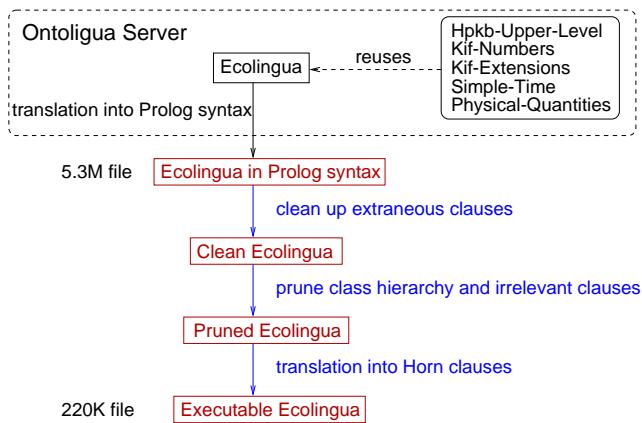 Ontoligua Server
Hpkb-Upper-Level
Kif-Numbers
Kif-Extensions
Simple-Time
Physical-Quantities
reuses
Ecolingua
translation into Prolog syntax
5.3M file
Ecolingua in Prolog syntax
clean up extraneous clauses
Clean Ecolingua
prune class hierarchy and irrelevant clauses
Pruned Ecolingua
translation into Horn clauses
220K file
Executable Ecolingua